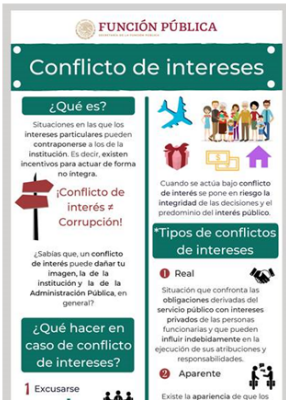 FUNCIÓN PÚBLICA
SECRETARÍA DE LA FUNCIÓN PÚBLICA
Conflicto de intereses
¿Qué es?
Situaciones en las que los
intereses particulares pueden
contraponerse a los de la
institución. Es decir, existen
incentivos para actuar de forma
no íntegra.
¡Conflicto de
interés ≠
Corrupción!
¿Sabías que, un conflicto
de interés puede dañar tu
imagen, la de la
institución y la de la
Administración Pública, en
general?
¿Qué hacer en
caso de conflicto
de intereses?
1 Excusarse
Cuando se actúa bajo conflicto
de interés se pone en riesgo la
integridad de las decisiones y el
predominio del interés público.
*Tipos de conflictos
de intereses
1 Real
Situación que confronta las
obligaciones derivadas del
servicio público con intereses
privados de las personas
funcionarias y que pueden
influir indebidamente en la
ejecución de sus atribuciones y
responsabilidades.
2 Aparente
Existe la apariencia de que los